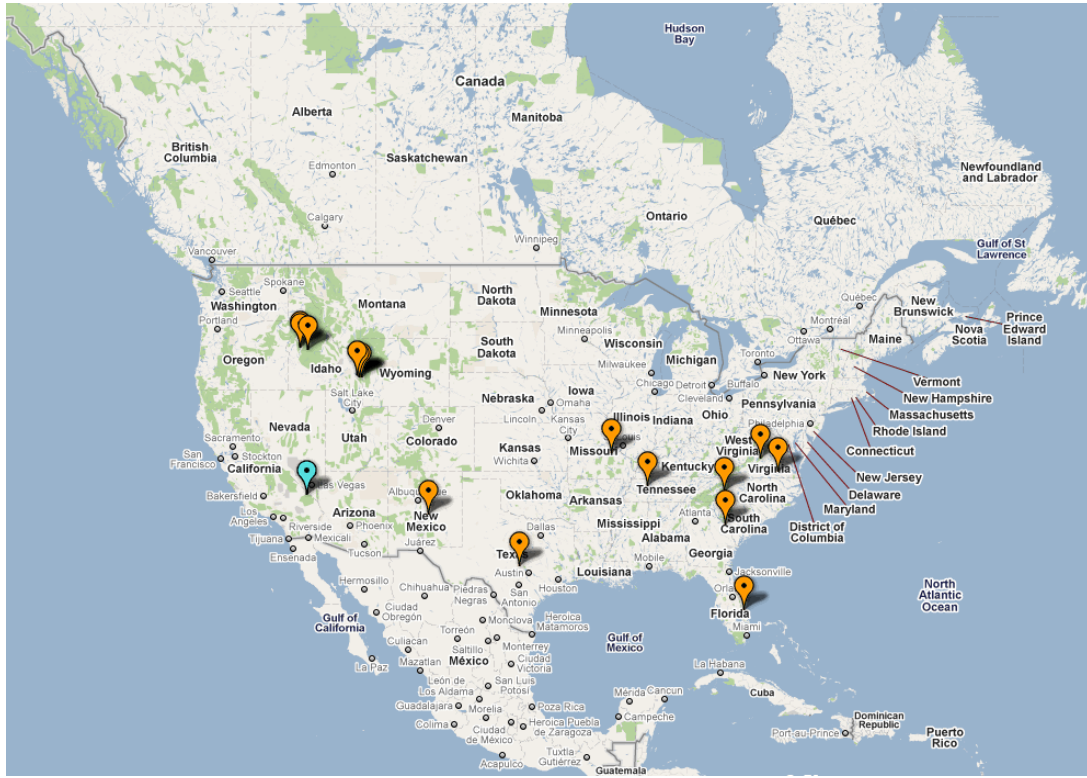 Hudson
Bay
Canada
Alberta
Manitoba
British
Columbia
Saskatchewan
Edmonton
Newfoundland
and Labrador
Ontario
Québec
Calgary
Winnipeg
Gulf of St
Lawrence
Vancouver
Spokane
Seattle
Washington
Montana
North
Dakota
Minnesota
Québec
New
Brunswick
Prince
Edward
Island
Portland
Montréal
Ottawa
Maine
Nova
Scotia
Minneapolis
Wisconsin
South
Dakota
Oregon
Idaho
Wyoming
Michigan
Toronto
Milwaukee
New York
Buffalo
Vermont
Chicago
Detroit
Cleveland
New Hampshire
Iowa
Salt Lake
City
Nebraska
Omaha
Lincoln
Pennsylvania
Massachusetts
Illinois
Indiana
Ohio
Rhode Island
Nevada
Denver
Kansas
City
Philadelphia
Sacramento
Utah
Colorado
Kansas
Missouri
West
Virginia
Connecticut
San
Francisco
Stockton
California
Wichita
Kentucky
Virginia
New Jersey
Las Vegas
Delaware
Bakersfield
Tennessee
North
Carolina
Maryland
Oklahoma
Arkansas
Los
Angeles
Arizona
New
Mexico
Atlanta
South
Carolina
District of
Columbia
Riverside
Phoenix
Dallas
Mississippi
Alabama
Tijuana
Mexicali
Tucson
Juárez
Texas
Georgia
Ensenada
Louisiana
Mobile
Austin
Jacksonville
Hermosillo
Chihuahua
Piedras
Negras
San
Antonio
Houston
North
Atlantic
Ocean
Ciudad
Obregón
Florida
Gulf of
California
Monclova
Heroica
Matamoros
Miami
Culiacan
Torreón
Saltillo
Monterrey
Gulf of
Mexico
La Paz
Mazatlan
México
Ciudad
Victoria
La Habana
León de
Los Aldama
San Luis
Potosí
Mérida
Cancun
Cuba
Guadalajara
Morelia
Poza Rica
Campeche
Dominican
Republic
Colima
Ciudad
de México
Heroica Puebla
de Zaragoza
Port-au-Prince
Puerto
Rico
Tuxtla
Gutiérrez
Acapulco
Guatemala